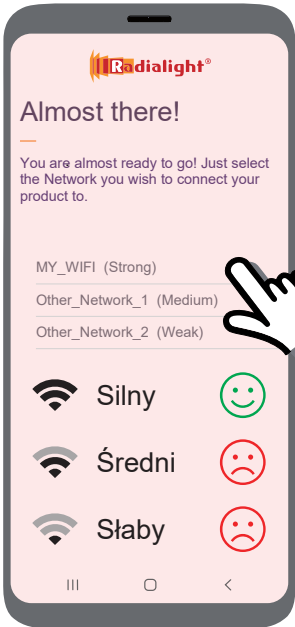 Radialight®
Almost there!
You are almost ready to go! Just select
the Network you wish to connect your
product to.
MY_WIFI (Strong)
Other_Network_1 (Medium)
Other_Network_2 (Weak)
Silny
Średni
Słaby